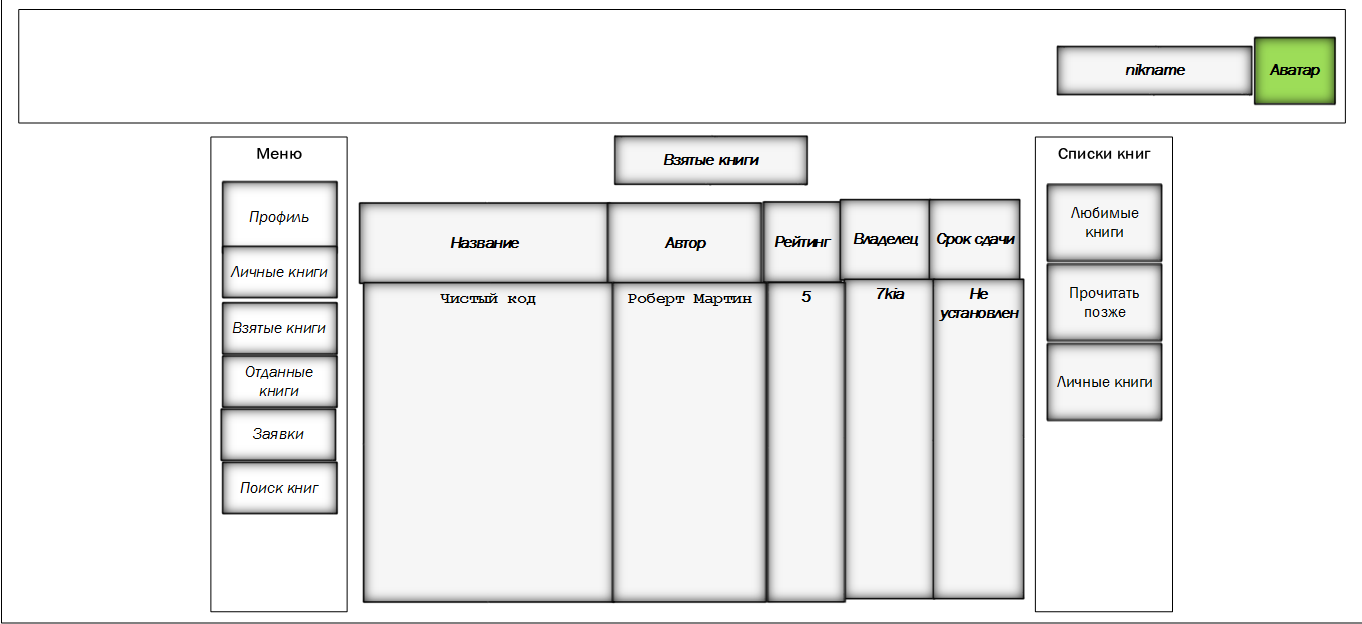 nikname
Аватар
Меню
Профиль
Личные книги
Взятые книги
Отданные
книги
Заявки
Поиск книг
Взятые книги
Название
Автор
Рейтинг
Владелец
Срок сдачи
Чистый код
Роберт Мартин
5
7kia
Не
установлен
Списки книг
Любимые
книги
Прочитать
позже
Личные книги